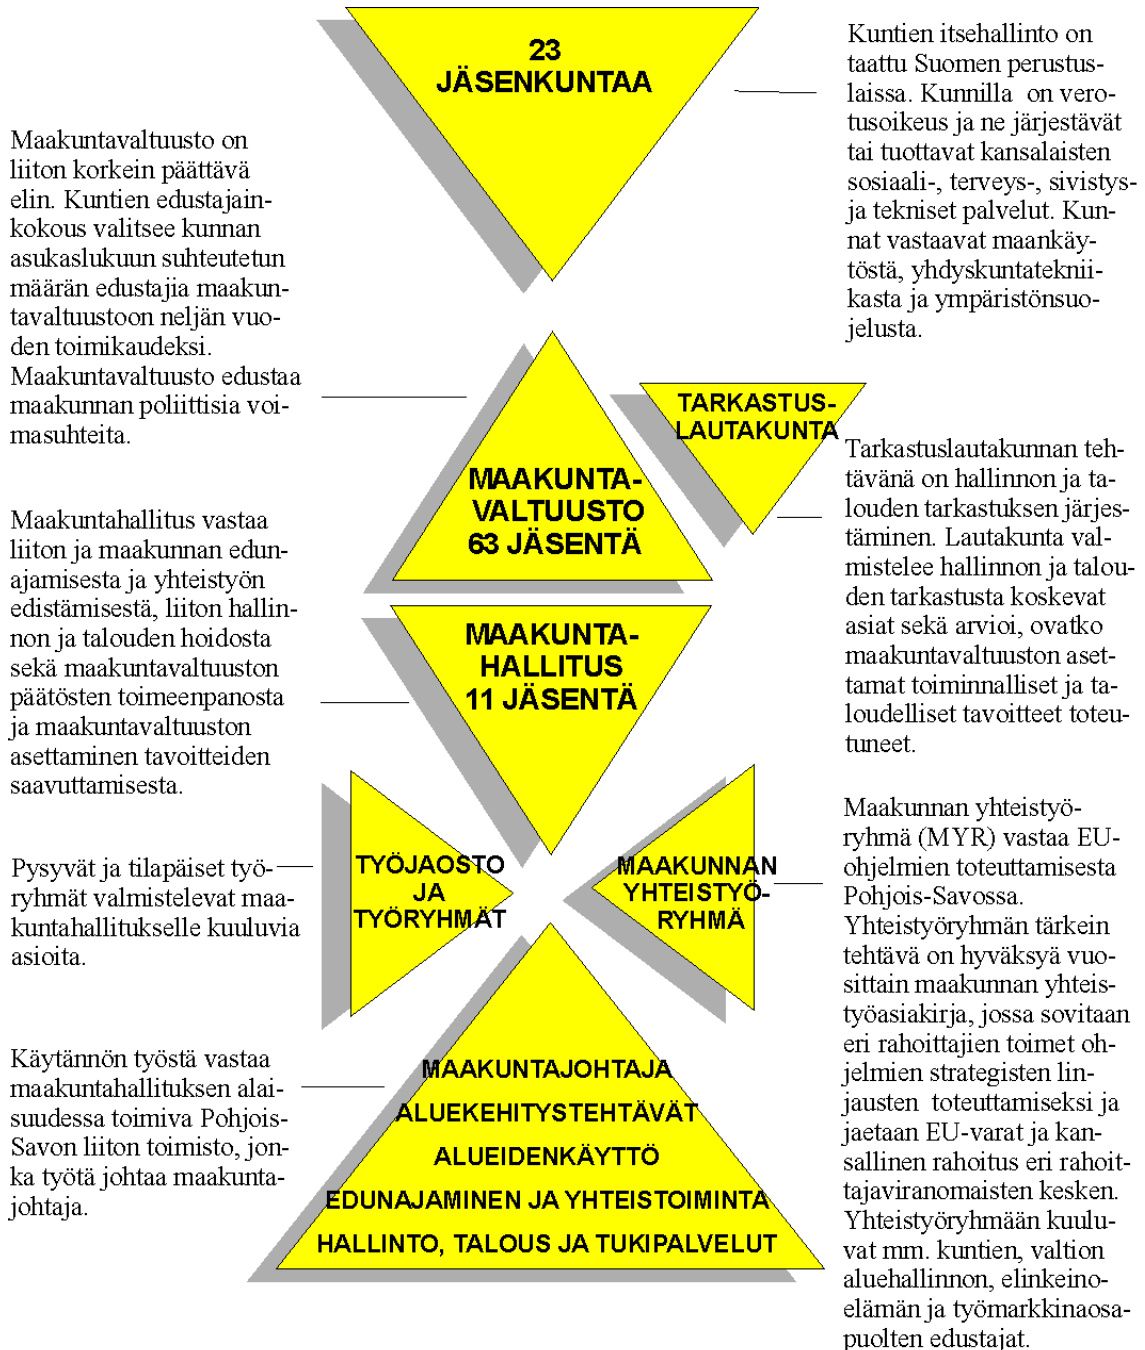 23
JÄSENKUNTAA
Kuntien itsehallinto on
taattu Suomen perustus-
laissa. Kunnilla on vero-
tusoikeus ja ne järjestävät
tai tuottavat kansalaisten
sosiaali-, terveys-, sivistys-
ja tekniset palvelut. Kun-
nat vastaavat maankäy-
töstä, yhdyskuntateknii-
kasta ja ympäristönsuo-
jelusta.
Maakuntavaltuusto on
liiton korkein päättävä
elin. Kuntien edustajain-
kokous valitsee kunnan
asukaslukuun suhteutetun
määrän edustajia maakun-
tavaltuustoon neljän vuo-
den toimikaudeksi.
Maakuntavaltuusto edustaa
maakunnan poliittisia voi-
masuhteita.
MAAKUNTA-
VALTUUSTO
63 JÄSENTÄ
TARKASTUS-
LAUTAKUNTA
Tarkastuslautakunnan teh-
tävänä on hallinnon ja ta-
louden tarkastuksen järjes-
täminen. Lautakunta val-
mistelee hallinnon ja talou-
den tarkastusta koskevat
asiat sekä arvioi, ovatko
maakuntavaltuuston aset-
tamat toiminnalliset ja ta-
loudelliset tavoitteet toteu-
tuneet.
Maakuntahallitus vastaa
liiton ja maakunnan edun-
ajamisesta ja yhteistyön
edistämisestä, liiton hallin-
non ja talouden hoidosta
sekä maakuntavaltuuston
päätösten toimeenpanosta
ja maakuntavaltuuston
asettaminen tavoitteiden
saavuttamisesta.
MAAKUNTA-
HALLITUS
11 JÄSENTÄ
Pysyvät ja tilapäiset työ-
ryhmät valmistelevat maa-
kuntahallitukselle kuuluvia
asioita.
TYÖJAOSTO
JA
TYÖRYHMÄT
MAAKUNNAN
YHTEISTYÖ-
RYHMÄ
Maakunnan yhteistyö-
ryhmä (MYR) vastaa EU-
ohjelmien toteuttamisesta
Pohjois-Savossa.
Yhteistyöryhmän tärkein
tehtävä on hyväksyä vuo-
sittain maakunnan yhteis-
työasiakirja, jossa sovitaan
eri rahoittajien toimet oh-
jelmien strategisten lin-
jausten toteuttamiseksi ja
jaetaan EU-varat ja kan-
sallinen rahoitus eri rahoit-
tajaviranomaisten kesken.
Yhteistyöryhmään kuulu-
vat mm. kuntien, valtion
aluehallinnon, elinkeino-
elämän ja työmarkkinaosa-
puolten edustajat.
Käytännön työstä vastaa
maakuntahallituksen alai-
suudessa toimiva Pohjois-
Savon liiton toimisto, jon-
ka työtä johtaa maakunta-
johtaja.
MAAKUNTAJOHTAJA
ALUEKEHITYSTEHTÄVÄT
ALUEIDENKÄYTTÖ
EDUNAJAMINEN JA YHTEISTOIMINTA
HALLINTO, TALOUS JA TUKIPALVELUT